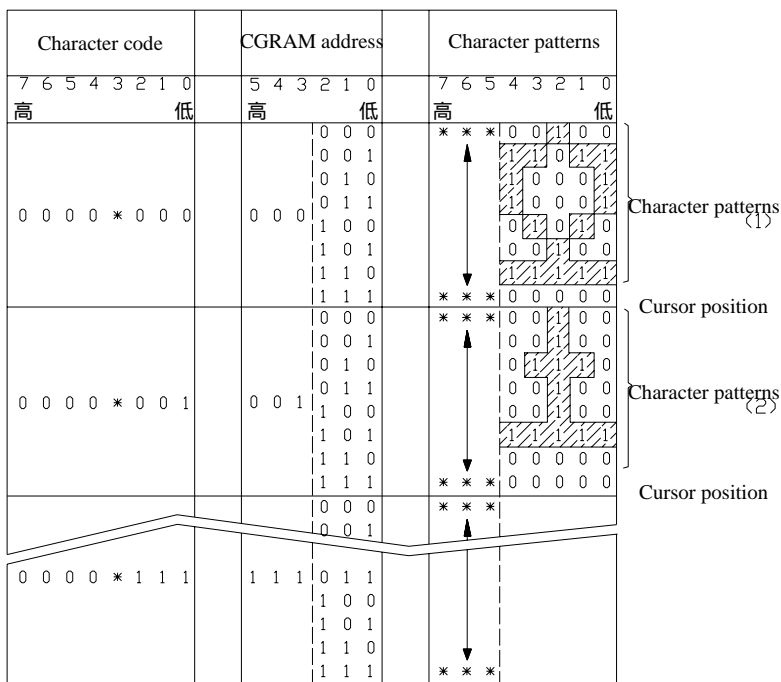 Character code CGRAM address Character patterns
7 6 5 4 3 2 1 0 5 4 3 2 1 0 7 6 5 4 3 2 1 0
高 低 高 低 高 低
0 0 0 * * * 0 0 1 0 0
0 0 1 1 1 0 1 1
0 1 0 1 0 0 0 1
0 1 1 1 0 0 0 1
Character patterns
0 0 0 0 * 0 0 0 0 0 0
(1)
1 0 0 0 1 0 1 0
1 0 1 0 0 1 0 0
1 1 0 1 1 1 1 1
1 1 1 * * * 0 0 0 0 0
Cursor position
0 0 0 * * * 0 0 1 0 0
0 0 1 0 0 1 0 0
0 1 0 0 1 1 1 0
0 1 1 0 0 1 0 0
Character patterns
0 0 0 0 * 0 0 1 0 0 1
(2)
1 0 0 0 0 1 0 0
1 0 1 1 1 1 1 1
1 1 0 0 0 0 0 0
1 1 1 * * * 0 0 0 0 0
Cursor position
0 0 0 * * *
0 0 1
0 0 0 0 * 1 1 1 1 1 1 0 1 1
1 0 0
1 0 1
1 1 0
1 1 1 * * *